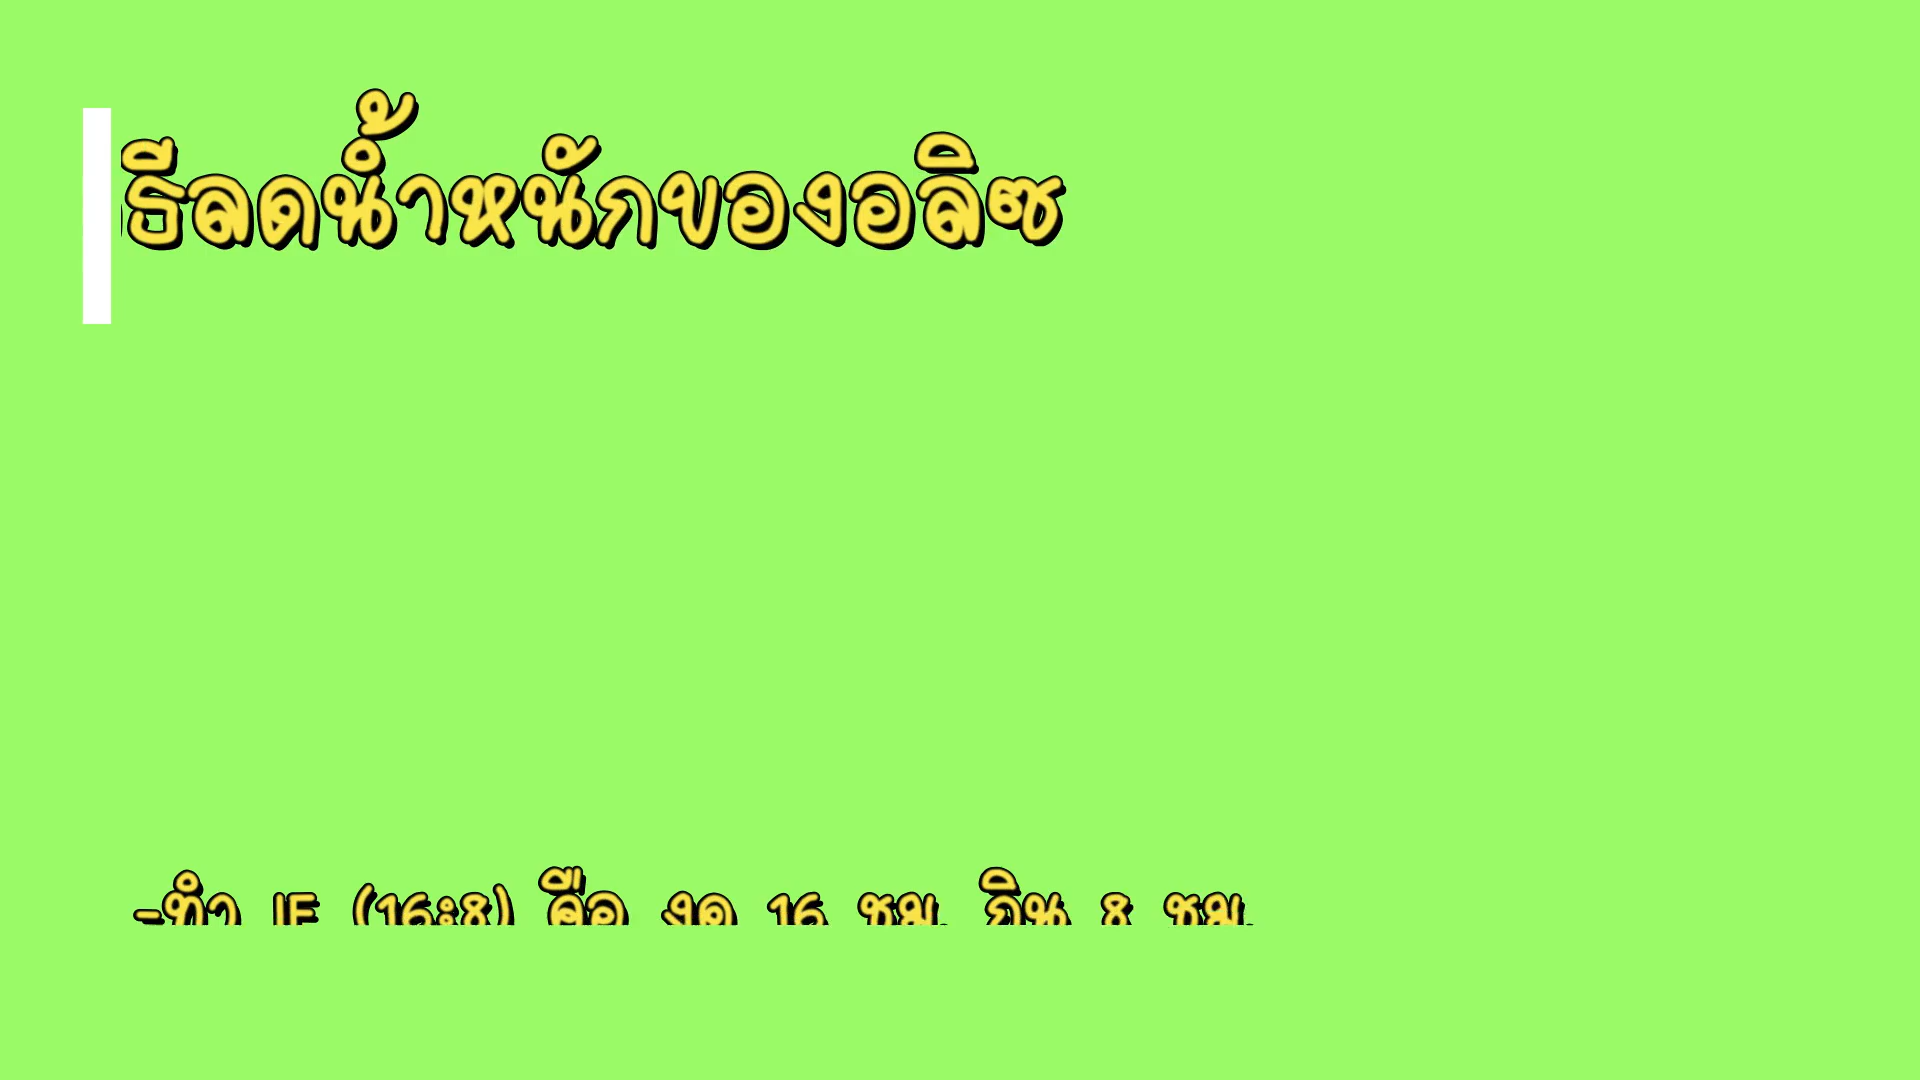 ธีลดน้ำหนักของอลิซ
-ทำ IF (16:8) คือ งด 16 ชม. กิน 8 ชม.